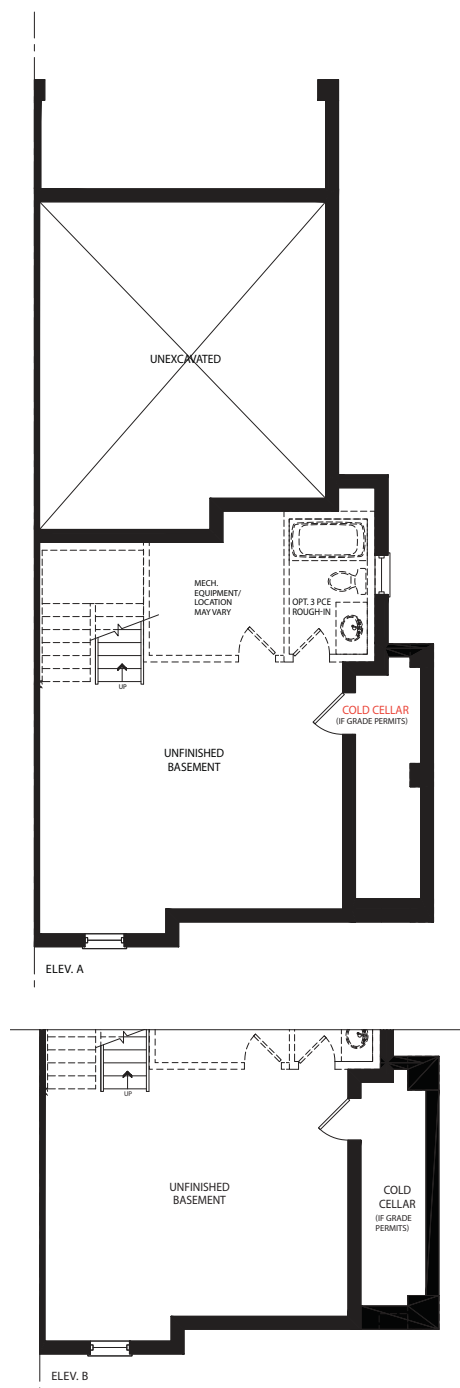 UNEXCAVATED
MECH.
EQUIPMENT/
LOCATION
MAY VARY
OPT. 3 PCE
ROUGH-IN
UP
COLD CELLAR
(IF GRADE PERMITS)
UNFINISHED
BASEMENT
ELEV. A
UP
UNFINISHED
BASEMENT
COLD
CELLAR
(IF GRADE
PERMITS)
ELEV. B